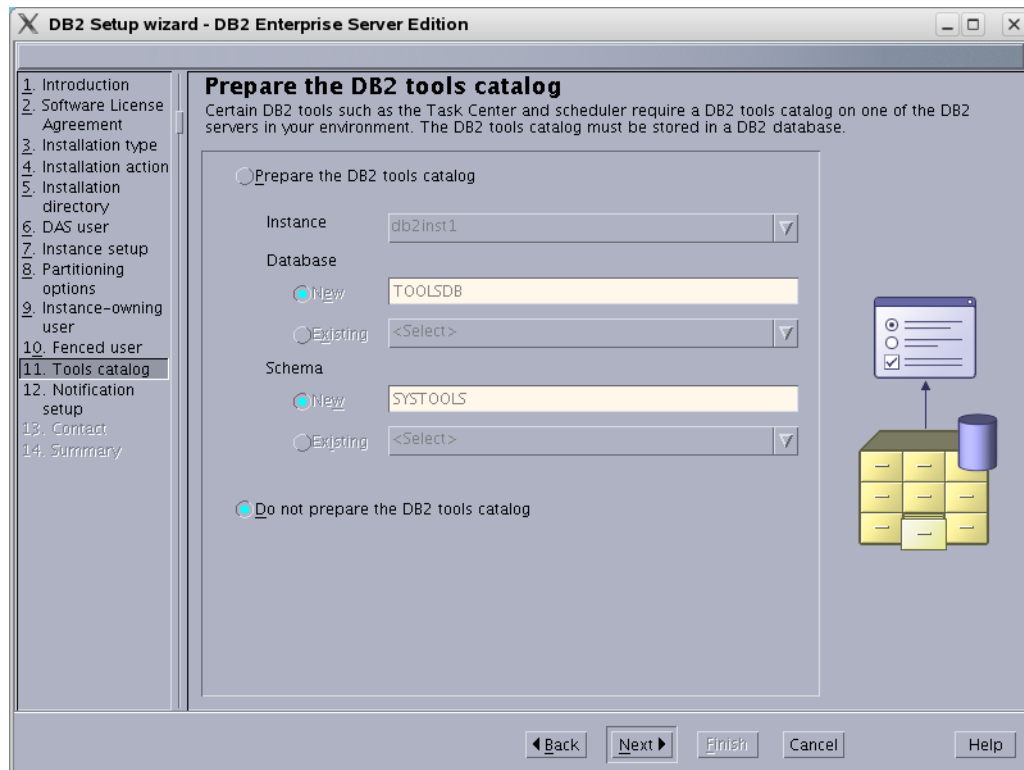 DB2 Setup wizard - DB2 Enterprise Server Edition
1. Introduction
2. Software License
Agreement
3. Installation type
4. Installation action
5. Installation
directory
6. DAS user
7. Instance setup
8. Partitioning
options
9. Instance-owning
user
10. Fenced user
11. Tools catalog
12. Notification
setup
13. Contact
14. Summary
Prepare the DB2 tools catalog
Certain DB2 tools such as the Task Center and scheduler require a DB2 tools catalog on one of the DB2
servers in your environment. The DB2 tools catalog must be stored in a DB2 database.
Prepare the DB2 tools catalog
Instance db2inst1
Database
New TOOLSDB
Existing <Select>
Schema
New SYSTOOLS
Existing <Select>
Do not prepare the DB2 tools catalog
Back Next Finish Cancel Help